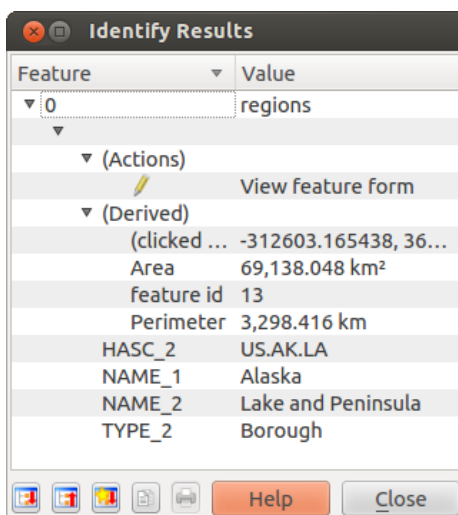 Identify Results
Feature Value
0 regions
(Actions)
View feature form
(Derived)
(clicked ... -312603.165438, 36...
Area 69,138.048 km²
feature id 13
Perimeter 3,298.416 km
HASC_2 US.AK.LA
NAME_1 Alaska
NAME_2 Lake and Peninsula
TYPE_2 Borough
Help Close